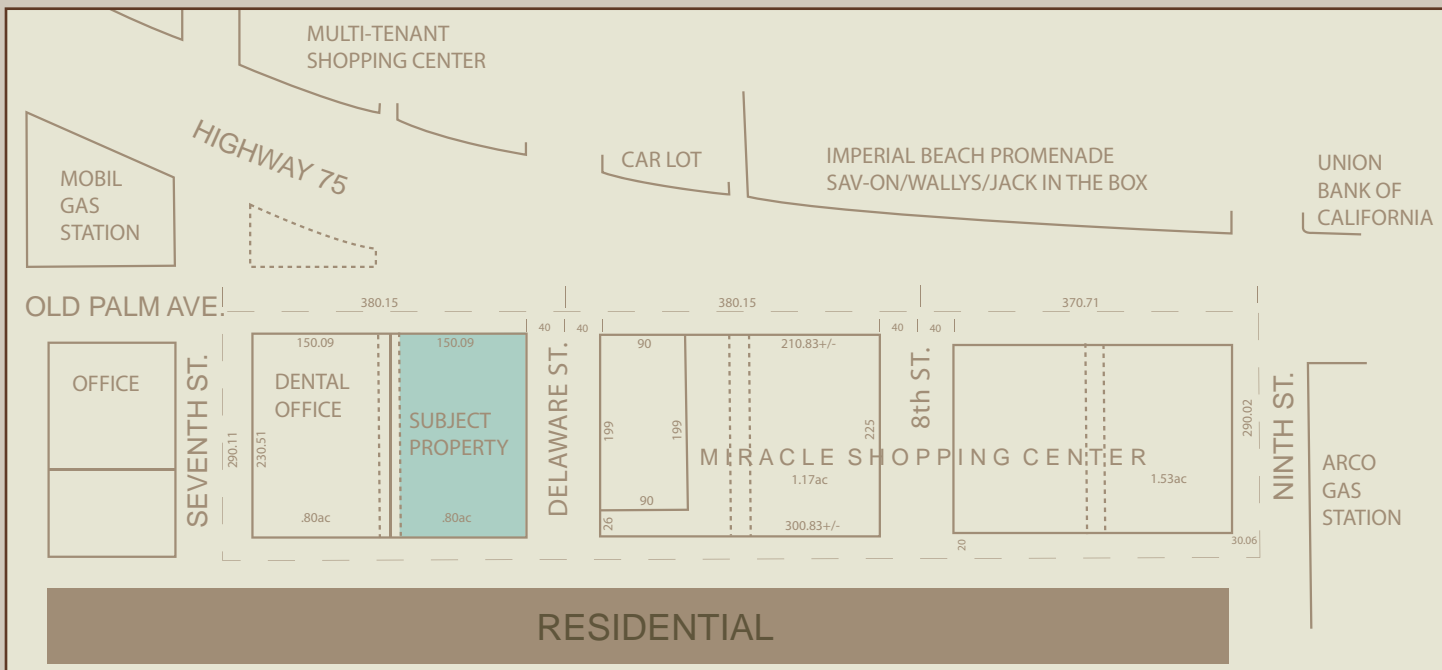 MULTI-TENANT
SHOPPING CENTER
HIGHWAY 75
MOBIL
GAS
STATION
CAR LOT
IMPERIAL BEACH PROMENADE
SAV-ON/WALLYS/JACK IN THE BOX
UNION
BANK OF
CALIFORNIA
OLD PALM AVE.
380.15
380.15
370.71
40
40
40
40
OFFICE
SEVENTH ST.
290.11
230.51
150.09
DENTAL
OFFICE
.80ac
150.09
SUBJECT
PROPERTY
.80ac
DELAWARE ST.
90
199
199
90
26
210.83+/-
225
MIRACLE SHOPPING CENTER
1.17ac
300.83+/-
8th ST.
1.53ac
20
30.06
290.02
NINTH ST.
ARCO
GAS
STATION
RESIDENTIAL